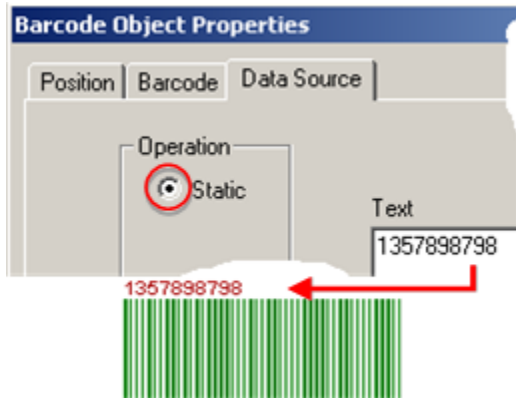 Barcode Object Properties
Position Barcode Data Source
Operation
Static
Text
1357898798
1357898798